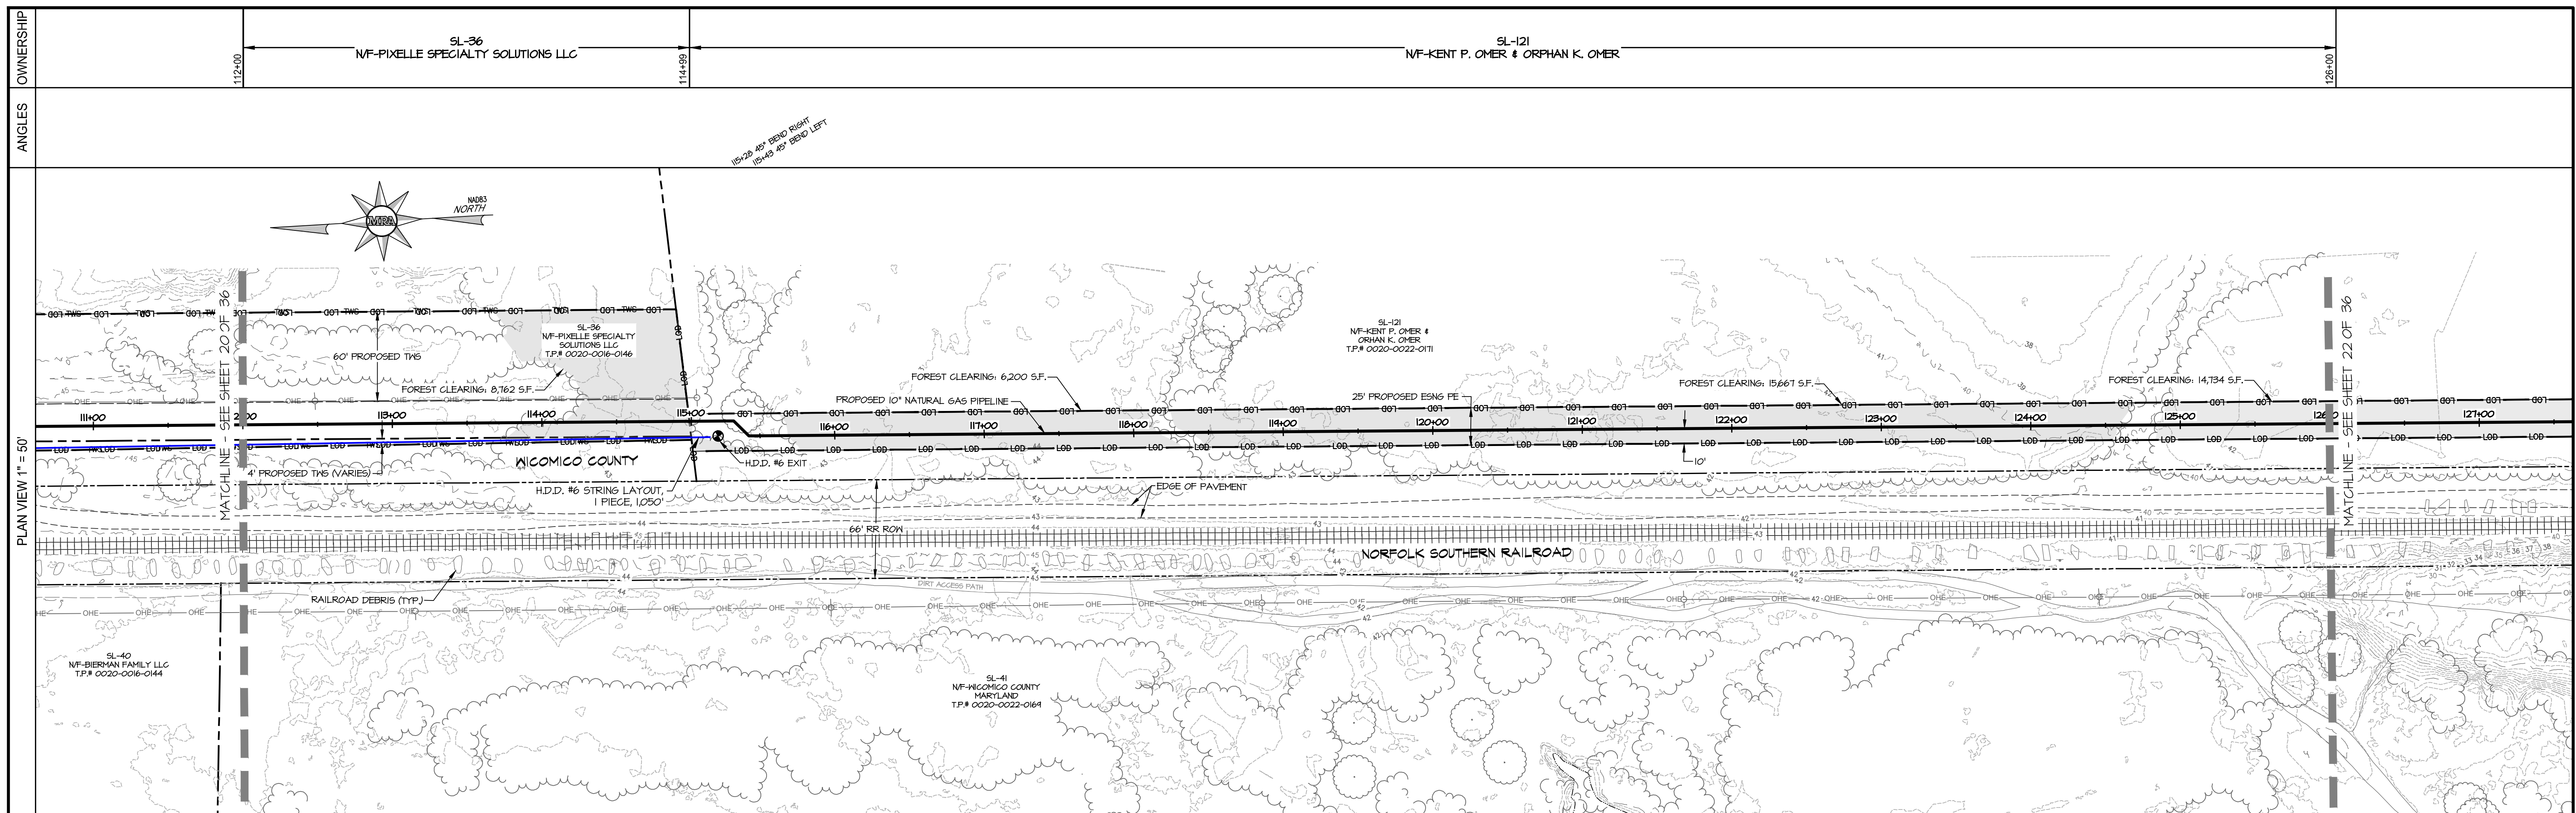 OWNERSHIP
SL-36
N/F-PIXELLE SPECIALTY SOLUTIONS LLC
SL-121
N/F-KENT P. OMER & ORPHAN K. OMER
112+00
114+99
126+00
ANGLES
115+28 45° BEND RIGHT
115+43 45° BEND LEFT
PLAN VIEW 1" = 50'
MRA
NAD83
NORTH
MATCHLINE - SEE SHEET 20 OF 36
MATCHLINE - SEE SHEET 22 OF 36
60' PROPOSED TWS
SL-36
N/F-PIXELLE SPECIALTY
SOLUTIONS LLC
T.P.# 0020-0016-0146
FOREST CLEARING: 8,762 S.F.
SL-121
N/F-KENT P. OMER &
ORHAN K. OMER
T.P.# 0020-0022-0171
FOREST CLEARING: 6,200 S.F.
PROPOSED 10" NATURAL GAS PIPELINE
25' PROPOSED ESNG PE
FOREST CLEARING: 15,667 S.F.
FOREST CLEARING: 14,734 S.F.
111+00
113+00
114+00
115+00
116+00
117+00
118+00
119+00
120+00
121+00
122+00
123+00
124+00
125+00
127+00
4' PROPOSED TWS (VARIES)
WICOMICO COUNTY
H.D.D. #6 EXIT
H.D.D. #6 STRING LAYOUT,
1 PIECE, 1,050'
10'
EDGE OF PAVEMENT
66' RR ROW
NORFOLK SOUTHERN RAILROAD
DIRT ACCESS PATH
RAILROAD DEBRIS (TYP.)
SL-40
N/F-BIERMAN FAMILY LLC
T.P.# 0020-0016-0144
SL-41
N/F-WICOMICO COUNTY
MARYLAND
T.P.# 0020-0022-0169